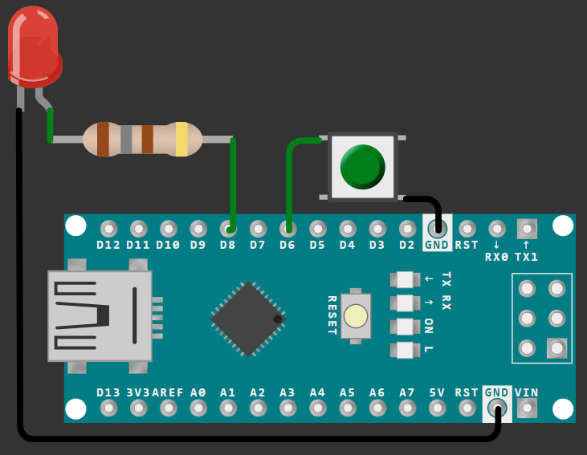 D12 D11 D10 D9 D8 D7 D6 D5 D4 D3 D2 GND RST ↓ ↑
RX0 TX1
RESET
← TX
→ RX
ON
L
D13 3V3 AREF A0 A1 A2 A3 A4 A5 A6 A7 5V RST GND VIN